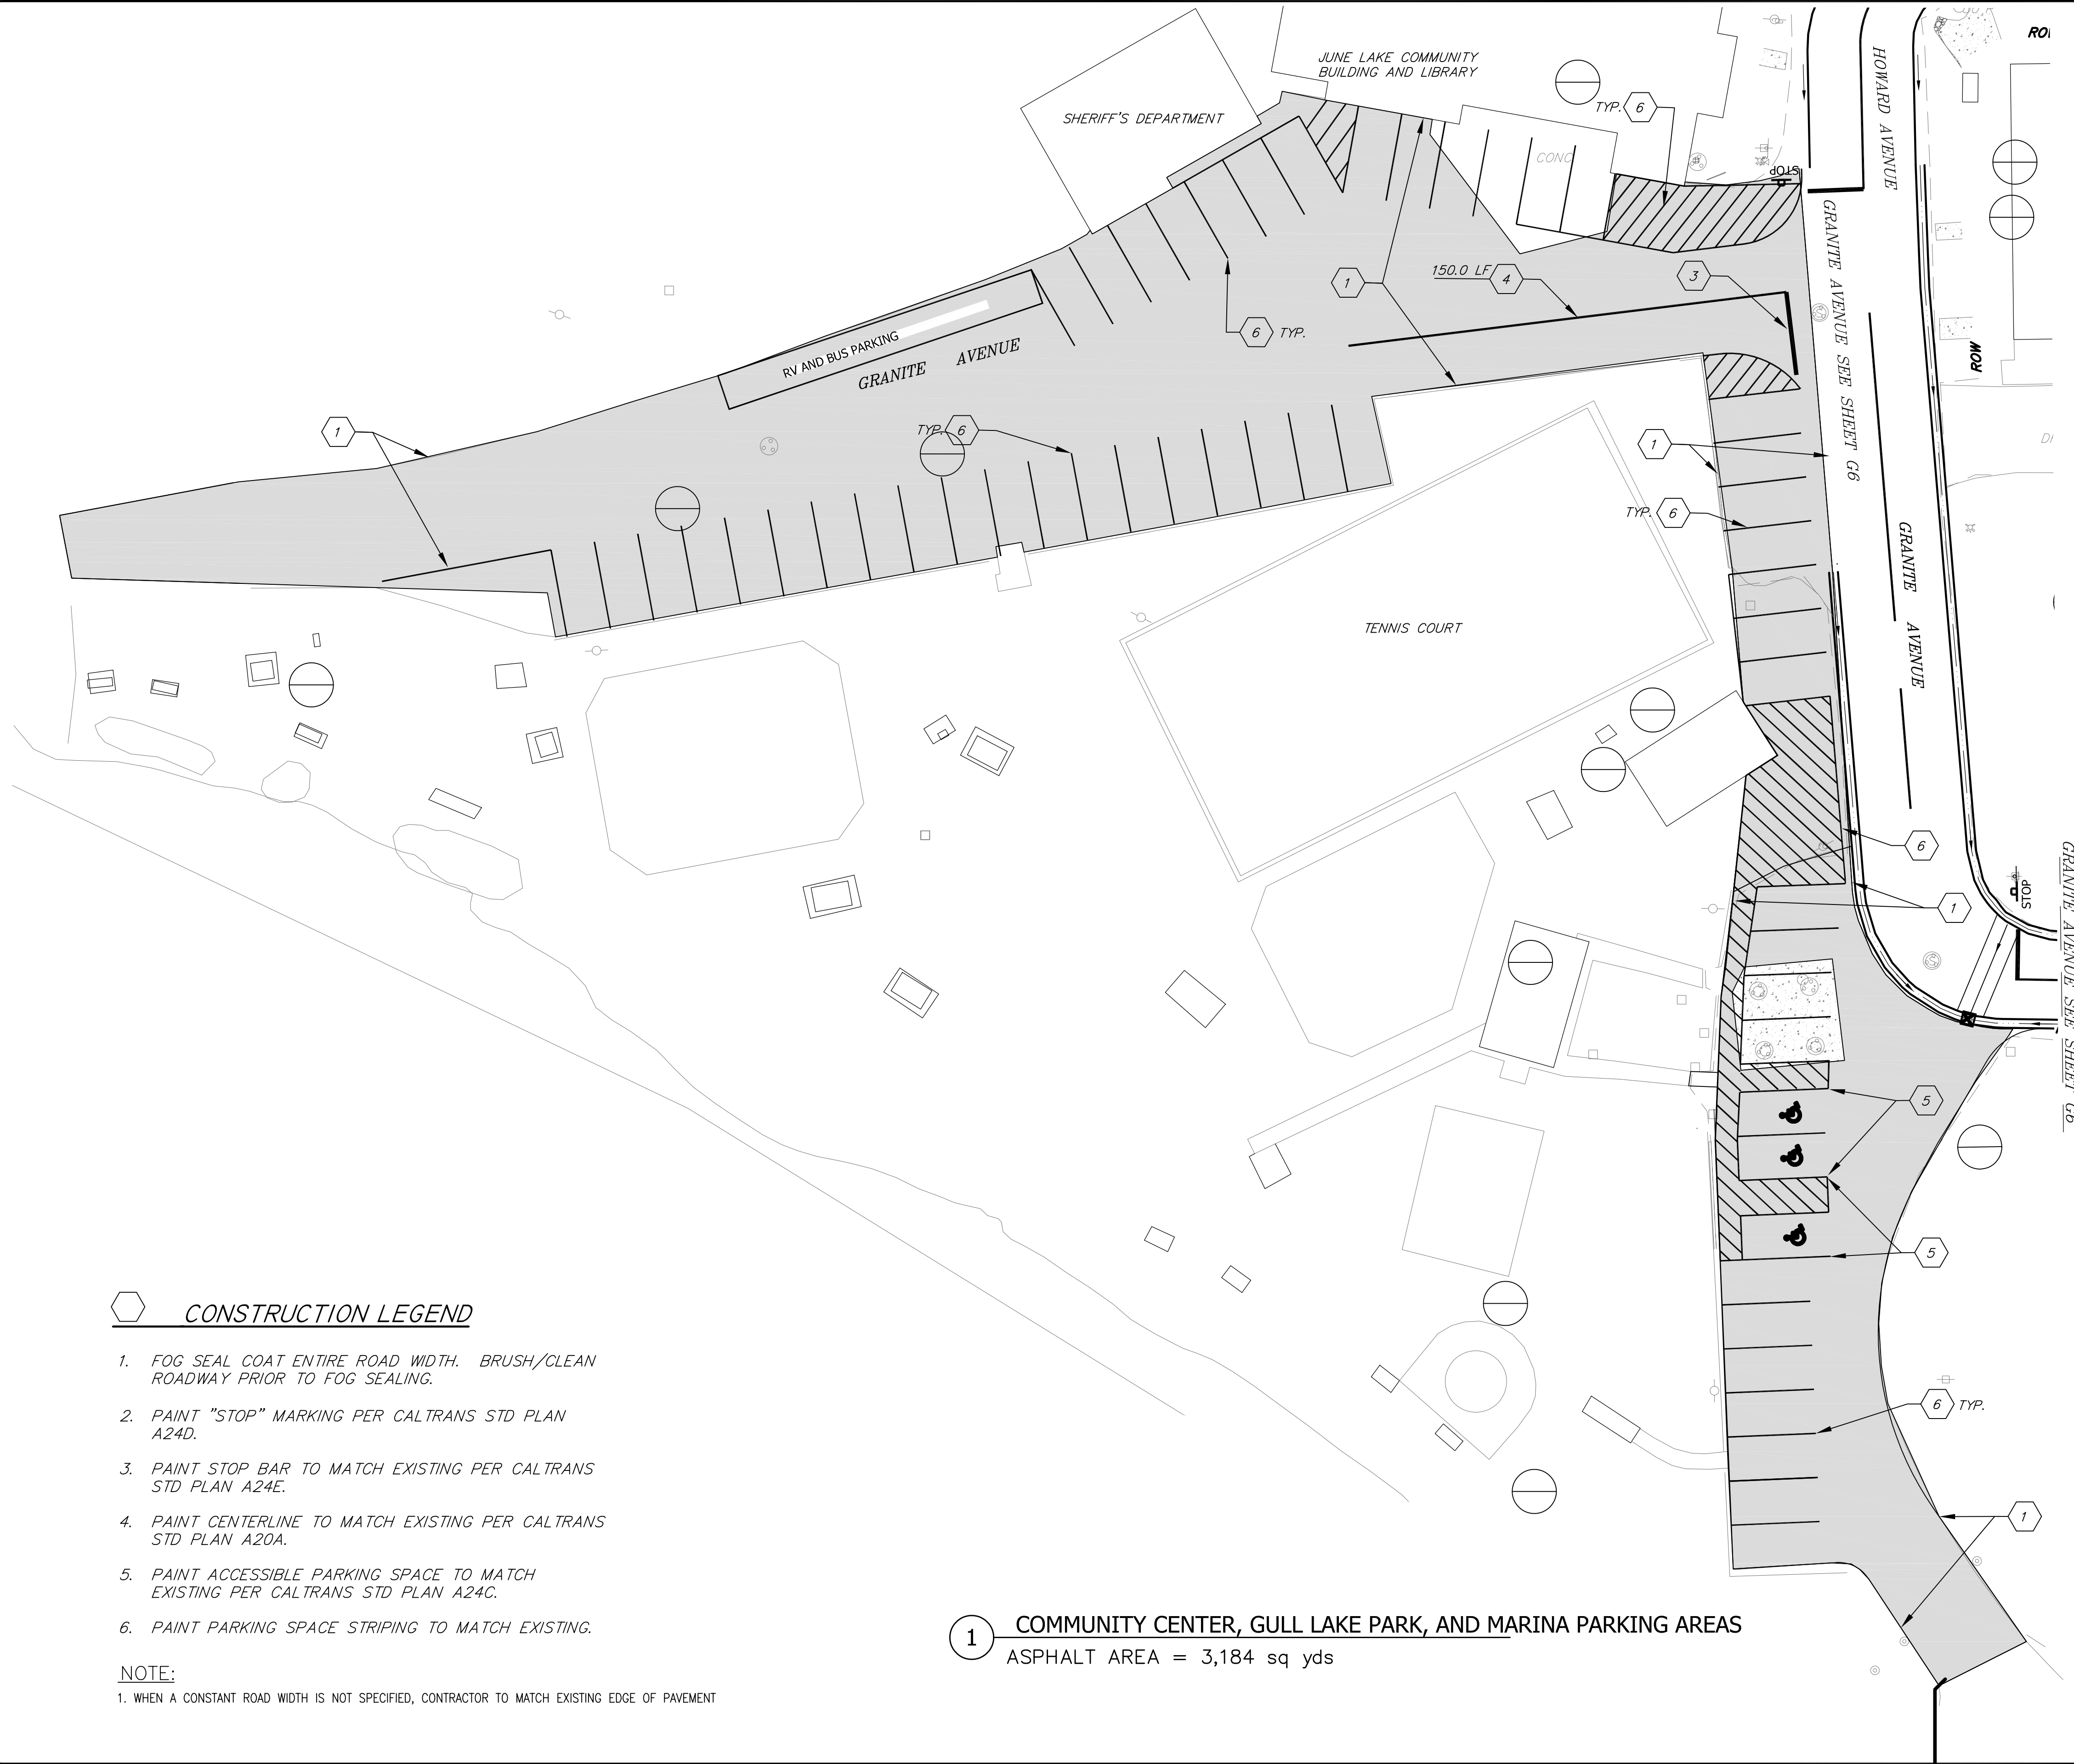 JUNE LAKE COMMUNITY
BUILDING AND LIBRARY
SHERIFF'S DEPARTMENT
TYP. 6
CONC
STOP
HOWARD AVENUE
ROW
GRANITE AVENUE SEE SHEET G6
1
150.0 LF 4
3
6 TYP.
RV AND BUS PARKING
GRANITE AVENUE
1
TYP. 6
1
TYP. 6
GRANITE AVENUE
TENNIS COURT
6
1
STOP
GRANITE AVENUE SEE SHEET G6
5
5
6 TYP.
1
CONSTRUCTION LEGEND
1. FOG SEAL COAT ENTIRE ROAD WIDTH. BRUSH/CLEAN
ROADWAY PRIOR TO FOG SEALING.
2. PAINT "STOP" MARKING PER CALTRANS STD PLAN
A24D.
3. PAINT STOP BAR TO MATCH EXISTING PER CALTRANS
STD PLAN A24E.
4. PAINT CENTERLINE TO MATCH EXISTING PER CALTRANS
STD PLAN A20A.
5. PAINT ACCESSIBLE PARKING SPACE TO MATCH
EXISTING PER CALTRANS STD PLAN A24C.
6. PAINT PARKING SPACE STRIPING TO MATCH EXISTING.
NOTE:
1. WHEN A CONSTANT ROAD WIDTH IS NOT SPECIFIED, CONTRACTOR TO MATCH EXISTING EDGE OF PAVEMENT
1 COMMUNITY CENTER, GULL LAKE PARK, AND MARINA PARKING AREAS
ASPHALT AREA = 3,184 sq yds